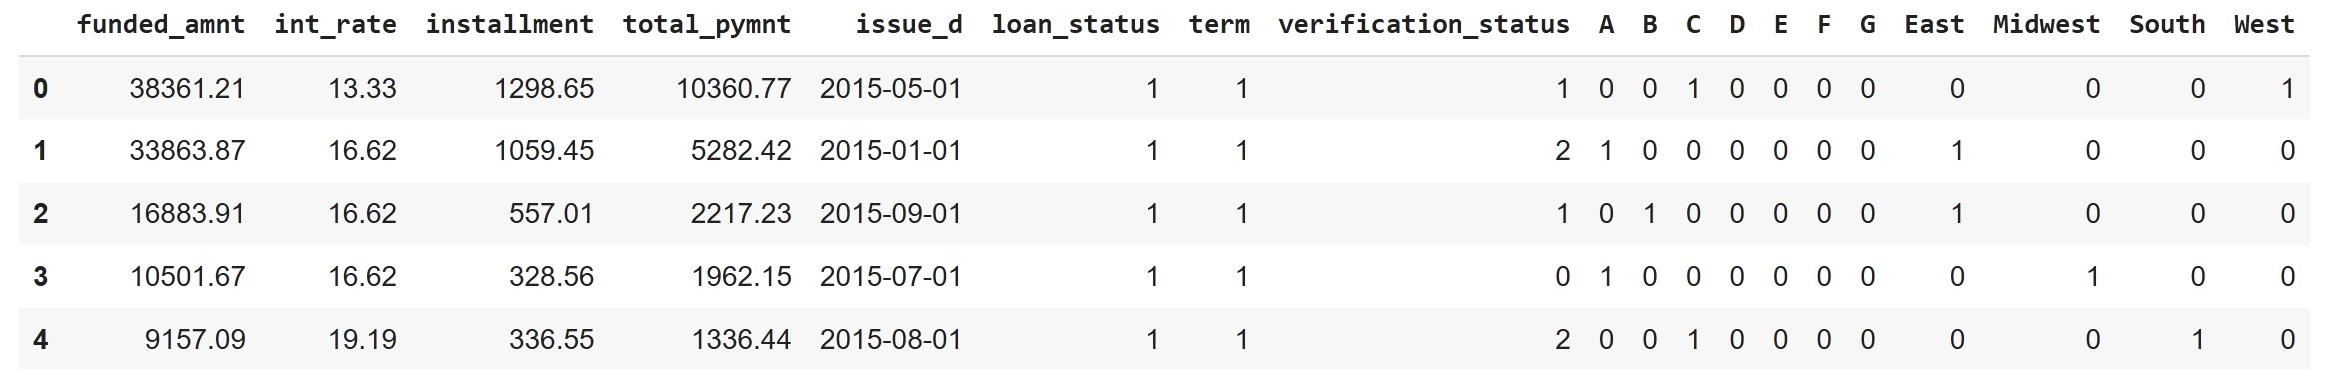 funded_amnt int_rate installment total_pymnt issue_d loan_status term verification_status A B C D E F G East Midwest South West
0 38361.21 13.33 1298.65 10360.77 2015-05-01 1 1 1 0 0 1 0 0 0 0 0 0 0 1
1 33863.87 16.62 1059.45 5282.42 2015-01-01 1 1 2 1 0 0 0 0 0 0 1 0 0 0
2 16883.91 16.62 557.01 2217.23 2015-09-01 1 1 1 0 1 0 0 0 0 0 1 0 0 0
3 10501.67 16.62 328.56 1962.15 2015-07-01 1 1 0 1 0 0 0 0 0 0 0 1 0 0
4 9157.09 19.19 336.55 1336.44 2015-08-01 1 1 2 0 0 1 0 0 0 0 0 0 1 0